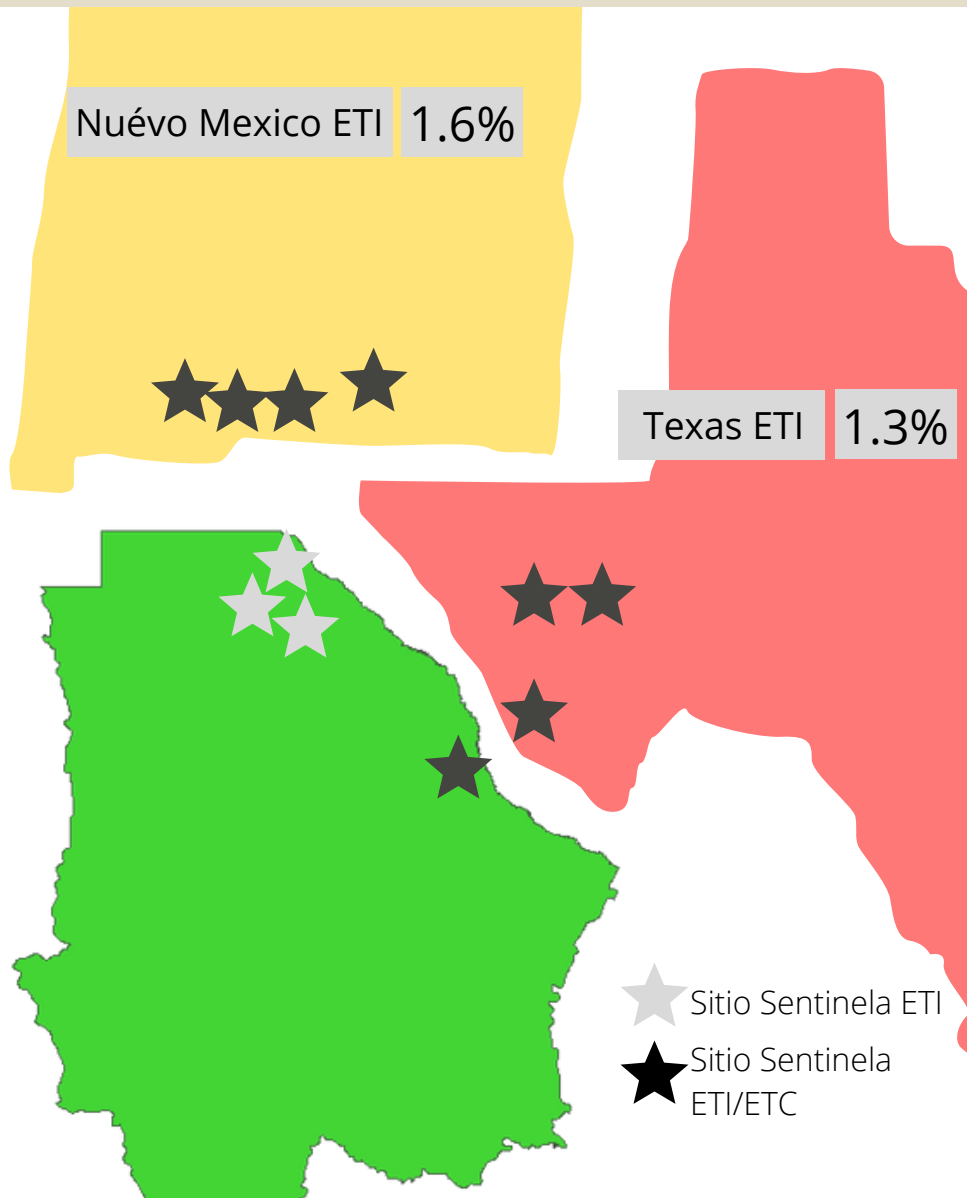 Nuévo Mexico ETI 1.6%
Texas ETI 1.3%
Sitio Sentinela ETI
Sitio Sentinela
ETI/ETC